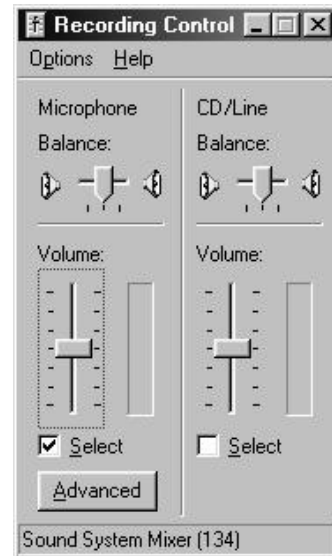 Recording Control
Options Help
Microphone CD/Line
Balance: Balance:
Volume: Volume:
Select Select
Advanced
Sound System Mixer (134)